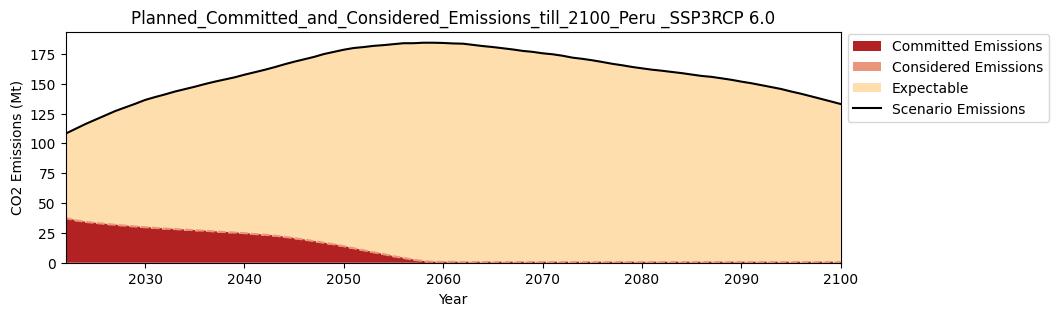 Planned_Committed_and_Considered_Emissions_till_2100_Peru _SSP3RCP 6.0
CO2 Emissions (Mt)
175
150
125
100
75
50
25
0
2030 2040 2050 2060 2070 2080 2090 2100
Year
Committed Emissions
Considered Emissions
Expectable
Scenario Emissions